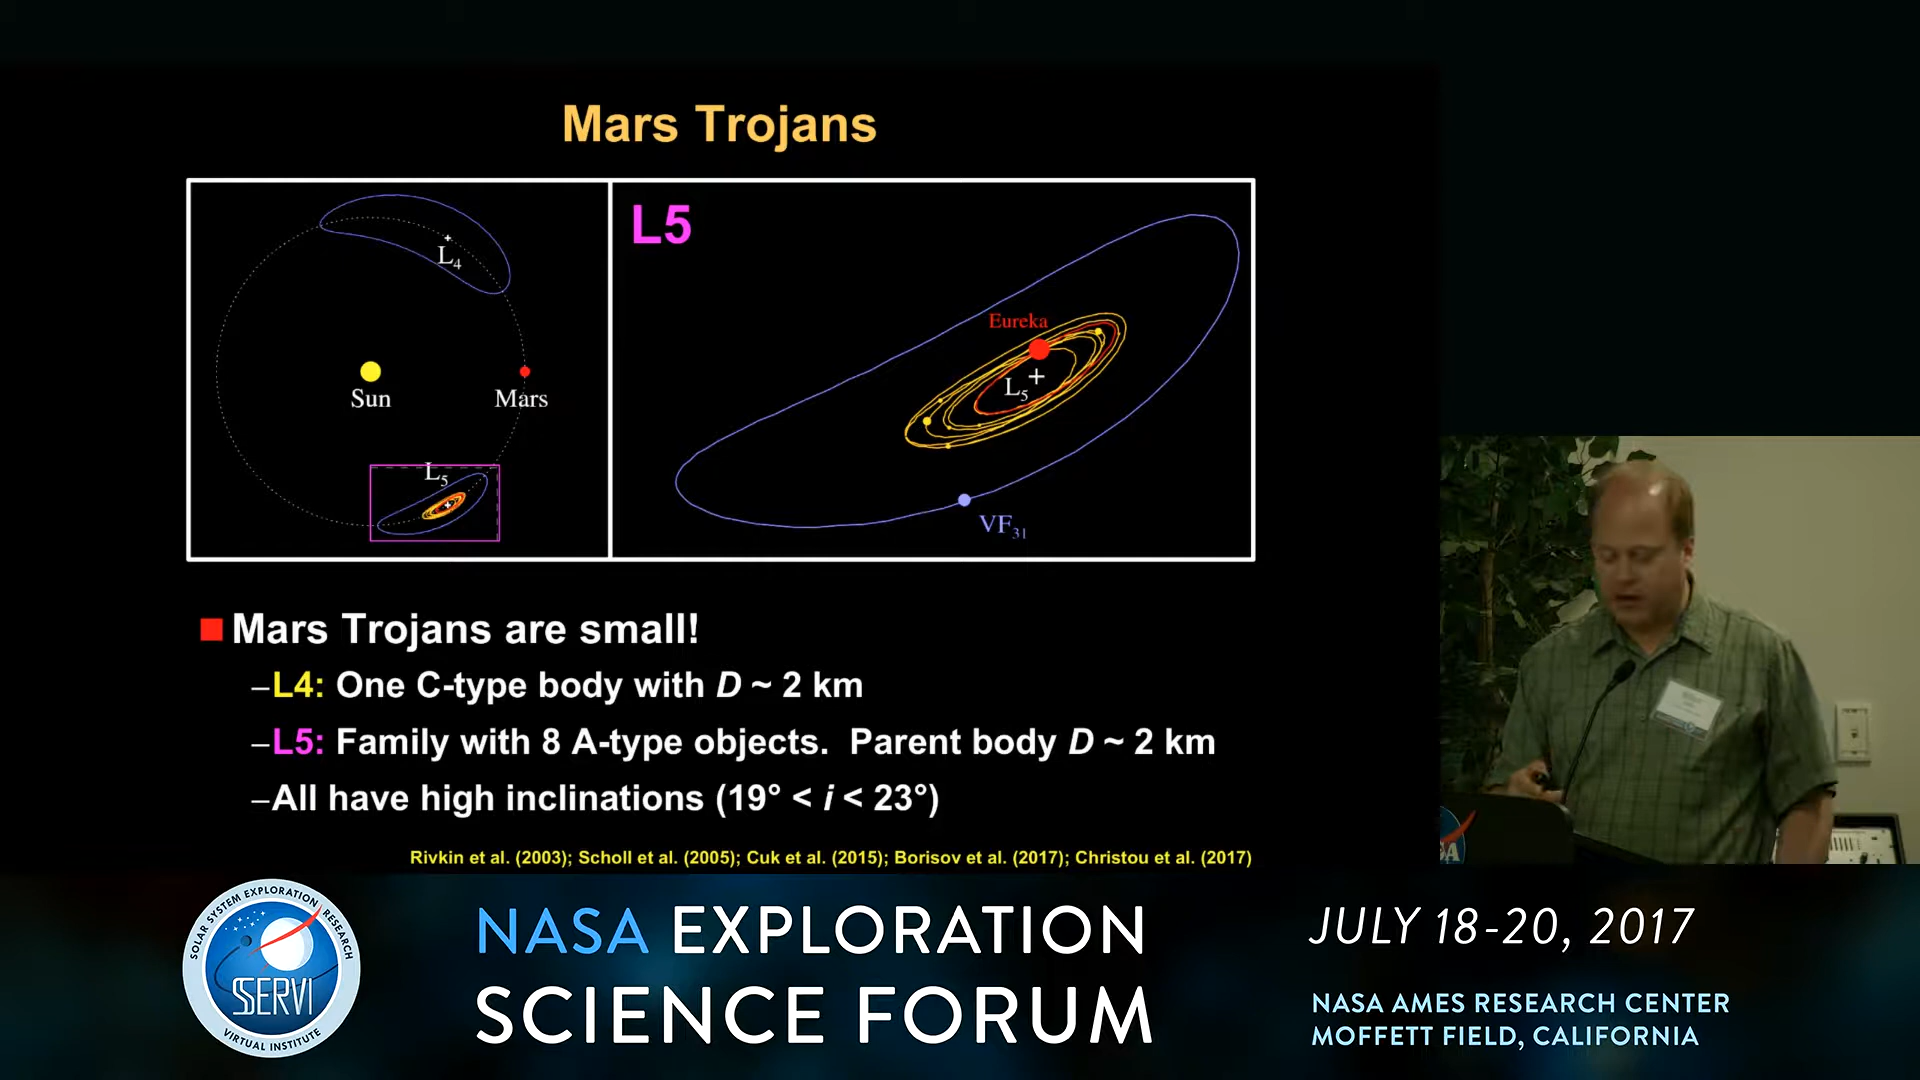 Mars Trojans
L4
Sun
Mars
L5
L5
Eureka
L5
VF31
Mars Trojans are small!
–L4: One C-type body with D ~ 2 km
–L5: Family with 8 A-type objects. Parent body D ~ 2 km
–All have high inclinations (19° < i < 23°)
Rivkin et al. (2003); Scholl et al. (2005); Cuk et al. (2015); Borisov et al. (2017); Christou et al. (2017)
SOLAR SYSTEM EXPLORATION RESEARCH
SSERVI
VIRTUAL INSTITUTE
NASA EXPLORATION
SCIENCE FORUM
JULY 18-20, 2017
NASA AMES RESEARCH CENTER
MOFFETT FIELD, CALIFORNIA